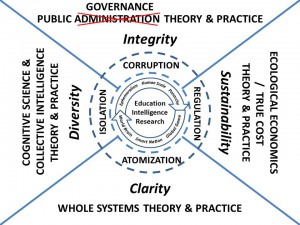 GOVERNANCE
PUBLIC ADMINISTRATION THEORY & PRACTICE
Integrity
CORRUPTION
COGNITIVE SCIENCE &
COLLECTIVE INTELLIGENCE
THEORY & PRACTICE
Diversity
ISOLATION
Education
Intelligence
Research
REGULATION
Sustainability
ECOLOGICAL ECONOMICS
/ TRUE COST
THEORY & PRACTICE
ATOMIZATION
Clarity
WHOLE SYSTEMS THEORY & PRACTICE